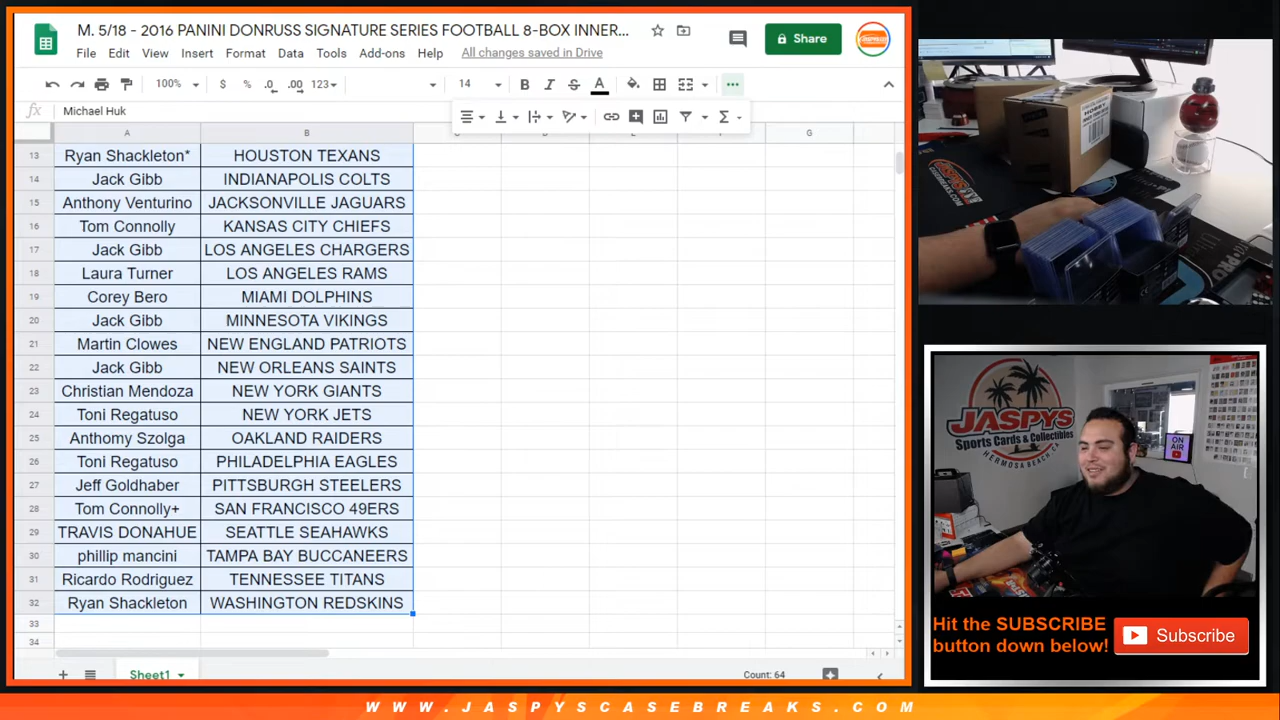 M. 5/18 - 2016 PANINI DONRUSS SIGNATURE SERIES FOOTBALL 8-BOX INNER...
File Edit View Insert Format Data Tools Add-ons Help All changes saved in Drive
Share
100% $ % .0 .00 123 14 B I S A
fx Michael Huk
A B C D E F G
13 Ryan Shackleton* HOUSTON TEXANS
14 Jack Gibb INDIANAPOLIS COLTS
15 Anthony Venturino JACKSONVILLE JAGUARS
16 Tom Connolly KANSAS CITY CHIEFS
17 Jack Gibb LOS ANGELES CHARGERS
18 Laura Turner LOS ANGELES RAMS
19 Corey Bero MIAMI DOLPHINS
20 Jack Gibb MINNESOTA VIKINGS
21 Martin Clowes NEW ENGLAND PATRIOTS
22 Jack Gibb NEW ORLEANS SAINTS
23 Christian Mendoza NEW YORK GIANTS
24 Toni Regatuso NEW YORK JETS
25 Anthomy Szolga OAKLAND RAIDERS
26 Toni Regatuso PHILADELPHIA EAGLES
27 Jeff Goldhaber PITTSBURGH STEELERS
28 Tom Connolly+ SAN FRANCISCO 49ERS
29 TRAVIS DONAHUE SEATTLE SEAHAWKS
30 phillip mancini TAMPA BAY BUCCANEERS
31 Ricardo Rodriguez TENNESSEE TITANS
32 Ryan Shackleton WASHINGTON REDSKINS
33
34
Sheet1
Count: 64
JASPYS
Sports Cards & Collectibles
HERMOSA BEACH CA
ON AIR
Hit the SUBSCRIBE
button down below!
Subscribe
WWW.JASPYSCASEBREAKS.COM